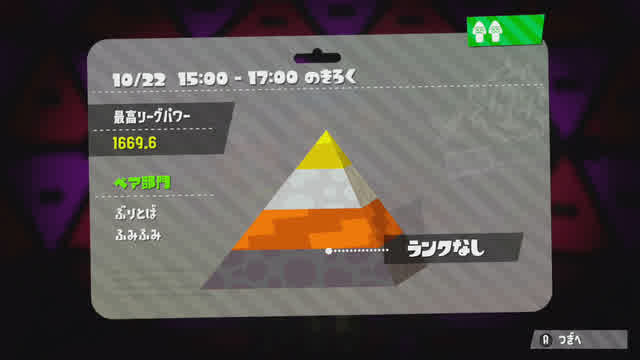 10/22 15:00 - 17:00 のきろく
最高リーグパワー
1669.6
ペア部門
ぶりとば
ふみふみ
ランクなし
A つぎへ